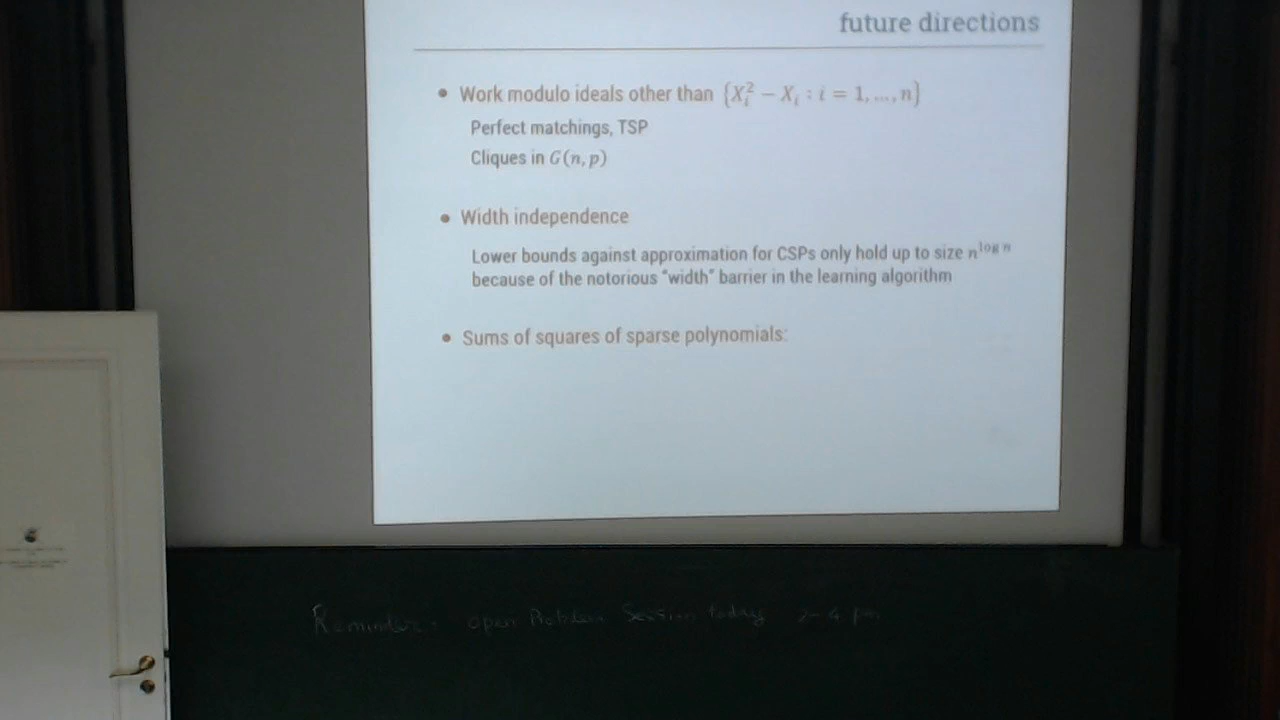 future directions
• Work modulo ideals other than {X_i^2 − X_i : i = 1, ..., n}
Perfect matchings, TSP
Cliques in G(n, p)
• Width independence
Lower bounds against approximation for CSPs only hold up to size n^{log n}
because of the notorious "width" barrier in the learning algorithm
• Sums of squares of sparse polynomials:
Reminder: open Problem Session today 2-4 pm